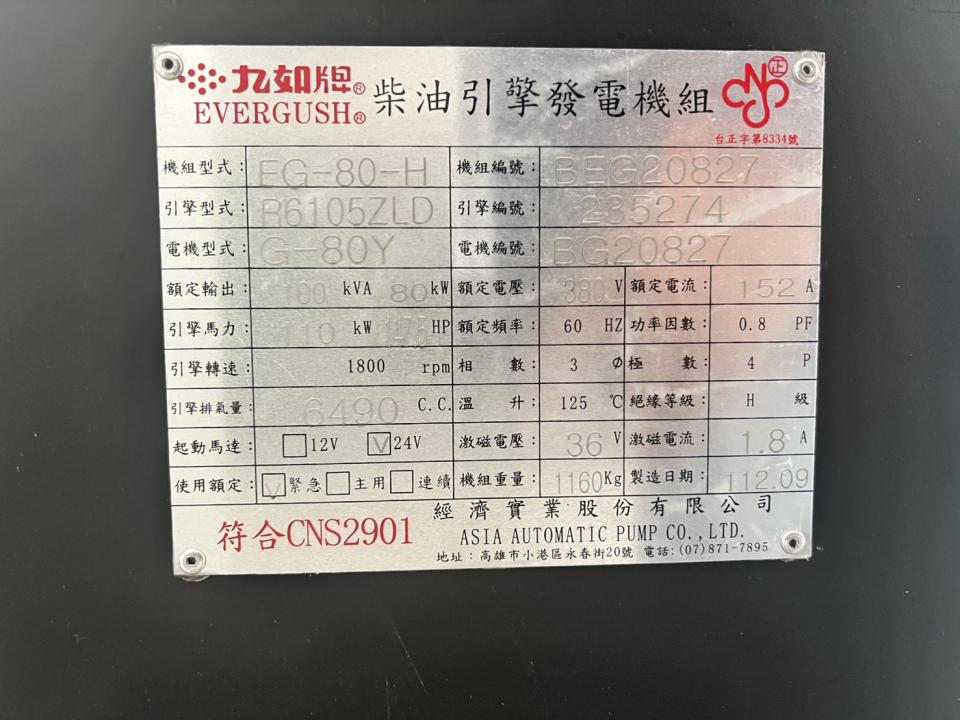 九如牌® 柴油引擎發電機組 正
EVERGUSH®
台正字第8334號
機組型式： EG-80-H 機組編號： BEG20827
引擎型式： R6105ZLD 引擎編號： 235274
電機型式： G-80Y 電機編號： BG20827
額定輸出： 100 kVA 80 kW 額定電壓： 380 V 額定電流： 152 A
引擎馬力： 110 kW 147.5 HP 額定頻率： 60 HZ 功率因數： 0.8 PF
引擎轉速： 1800 rpm 相 數： 3 Ø 極 數： 4 P
引擎排氣量： 6490 C.C. 溫 升： 125 ℃ 絕緣等級： H 級
起動馬達： □12V ☑24V 激磁電壓： 36 V 激磁電流： 1.8 A
使用額定： ☑緊急 □主用 □連續 機組重量： 1160 Kg 製造日期： 112.09
符合CNS2901
經濟實業股份有限公司
ASIA AUTOMATIC PUMP CO.,LTD.
地址：高雄市小港區永春街20號 電話:(07)871-7895